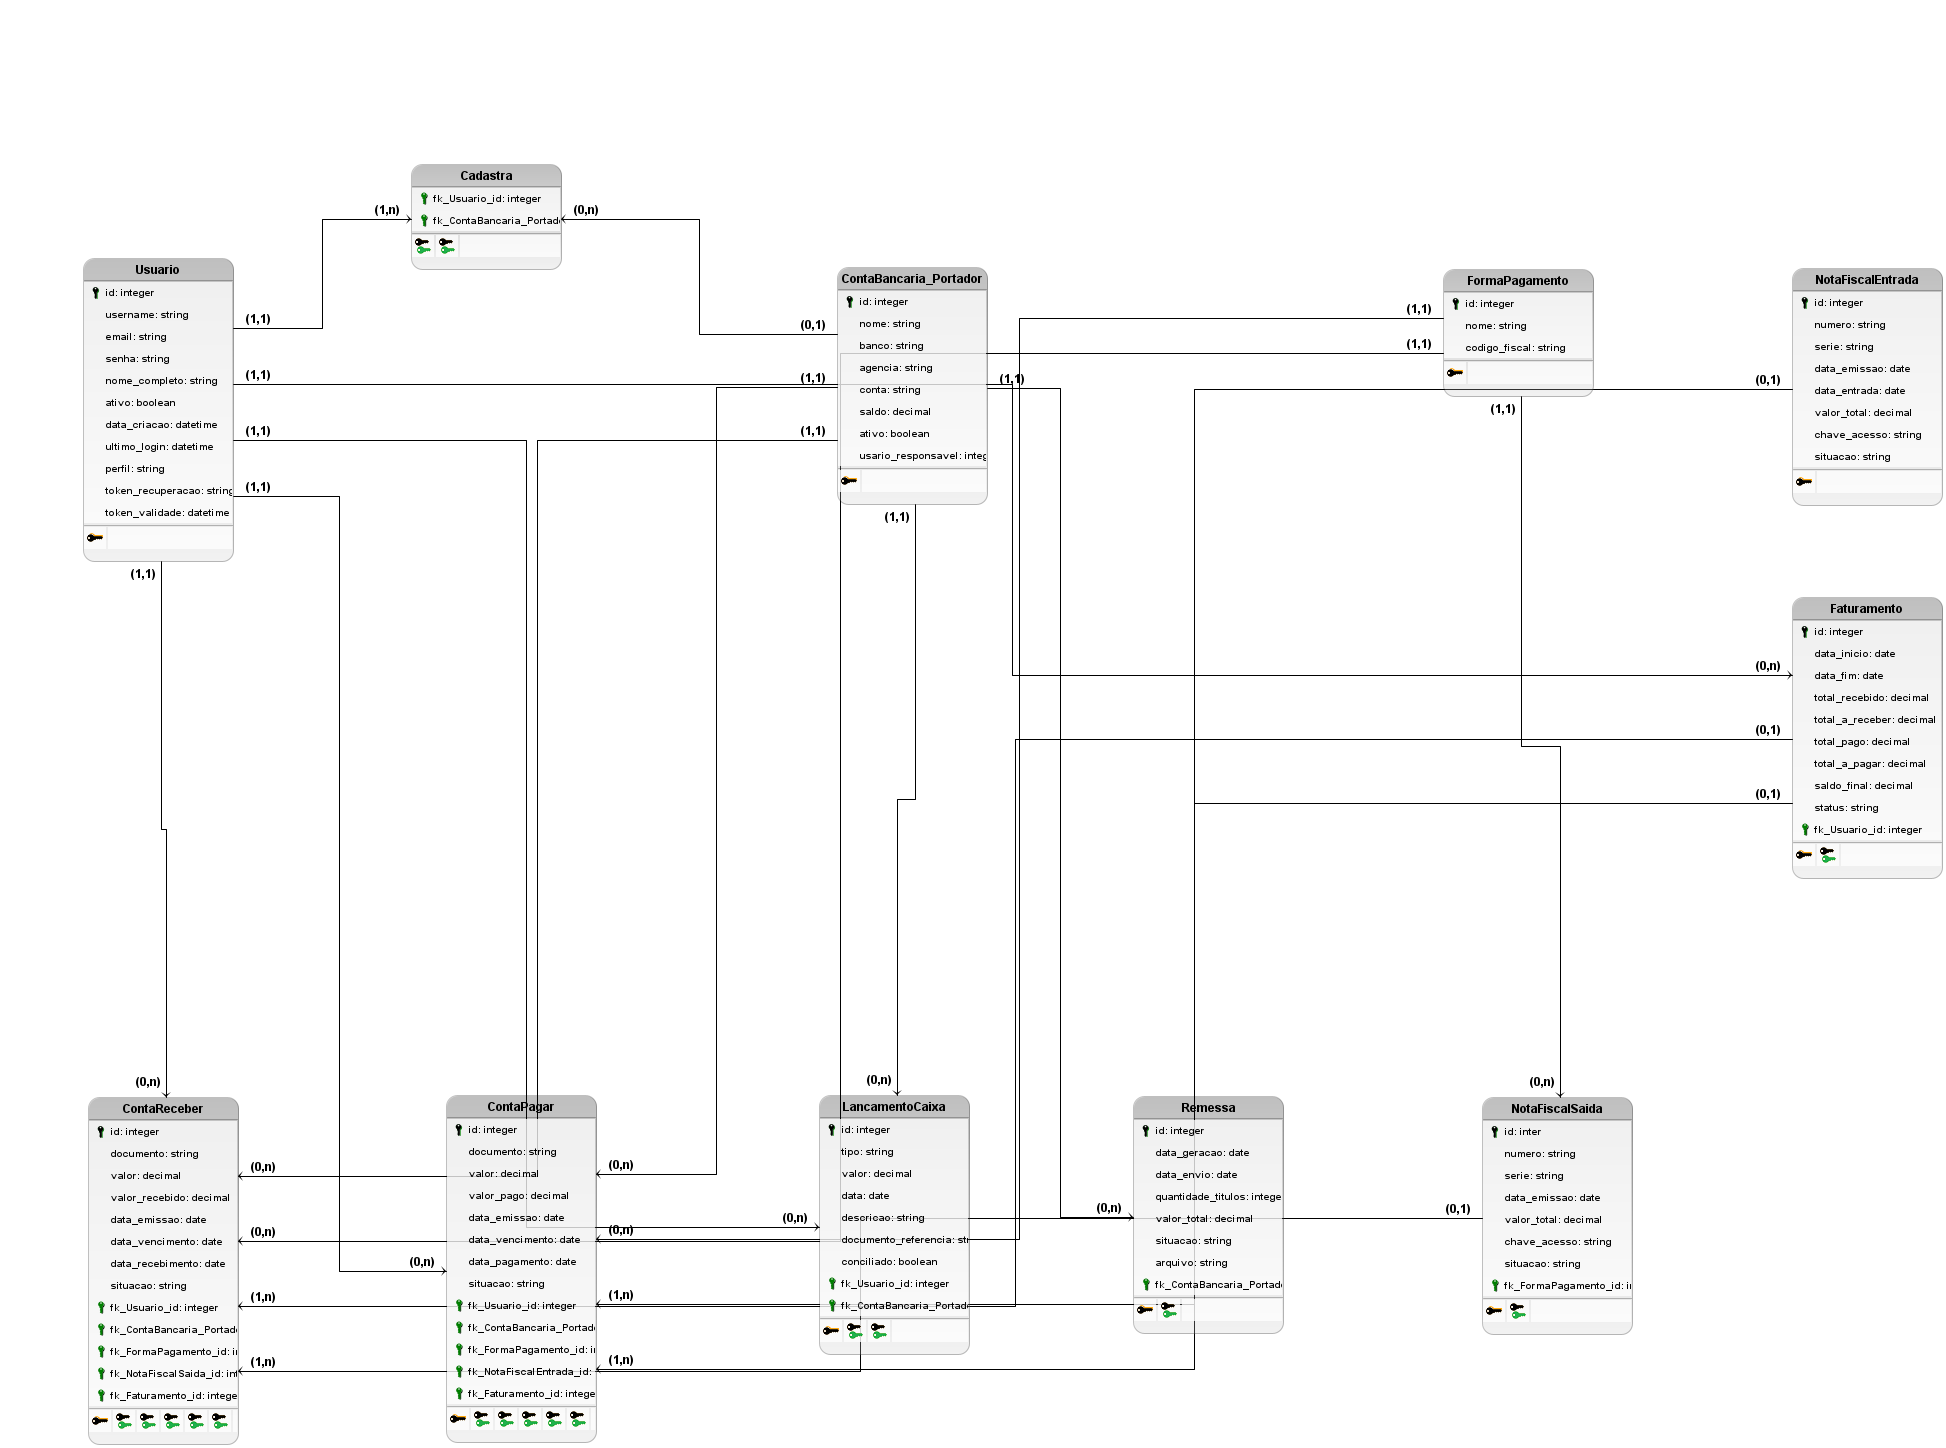 Cadastra
fk_Usuario_id: integer
fk_ContaBancaria_Portad
(1,n)
(0,n)
Usuario
id: integer
username: string
email: string
senha: string
nome_completo: string
ativo: boolean
data_criacao: datetime
ultimo_login: datetime
perfil: string
token_recuperacao: string
token_validade: datetime
(1,1)
(1,1)
(1,1)
(1,1)
(1,1)
ContaBancaria_Portador
id: integer
nome: string
banco: string
agencia: string
conta: string
saldo: decimal
ativo: boolean
usario_responsavel: integ
(0,1)
(1,1)
(1,1)
(1,1)
(1,1)
FormaPagamento
id: integer
nome: string
codigo_fiscal: string
(1,1)
(1,1)
(1,1)
NotaFiscalEntrada
id: integer
numero: string
serie: string
data_emissao: date
data_entrada: date
valor_total: decimal
chave_acesso: string
situacao: string
(0,1)
Faturamento
id: integer
data_inicio: date
data_fim: date
total_recebido: decimal
total_a_receber: decimal
total_pago: decimal
total_a_pagar: decimal
saldo_final: decimal
status: string
fk_Usuario_id: integer
(0,n)
(0,1)
(0,1)
(0,n)
ContaReceber
id: integer
documento: string
valor: decimal
valor_recebido: decimal
data_emissao: date
data_vencimento: date
data_recebimento: date
situacao: string
fk_Usuario_id: integer
fk_ContaBancaria_Portad
fk_FormaPagamento_id: i
fk_NotaFiscalSaida_id: int
fk_Faturamento_id: intege
(0,n)
(0,n)
(1,n)
(1,n)
(0,n)
ContaPagar
id: integer
documento: string
valor: decimal
valor_pago: decimal
data_emissao: date
data_vencimento: date
data_pagamento: date
situacao: string
fk_Usuario_id: integer
fk_ContaBancaria_Portad
fk_FormaPagamento_id: i
fk_NotaFiscalEntrada_id:
fk_Faturamento_id: intege
(0,n)
(0,n)
(1,n)
(1,n)
(0,n)
(0,n)
LancamentoCaixa
id: integer
tipo: string
valor: decimal
data: date
descricao: string
documento_referencia: str
conciliado: boolean
fk_Usuario_id: integer
fk_ContaBancaria_Portad
(0,n)
Remessa
id: integer
data_geracao: date
data_envio: date
quantidade_titulos: intege
valor_total: decimal
situacao: string
arquivo: string
fk_ContaBancaria_Portad
(0,n)
(0,1)
NotaFiscalSaida
id: inter
numero: string
serie: string
data_emissao: date
valor_total: decimal
chave_acesso: string
situacao: string
fk_FormaPagamento_id: i